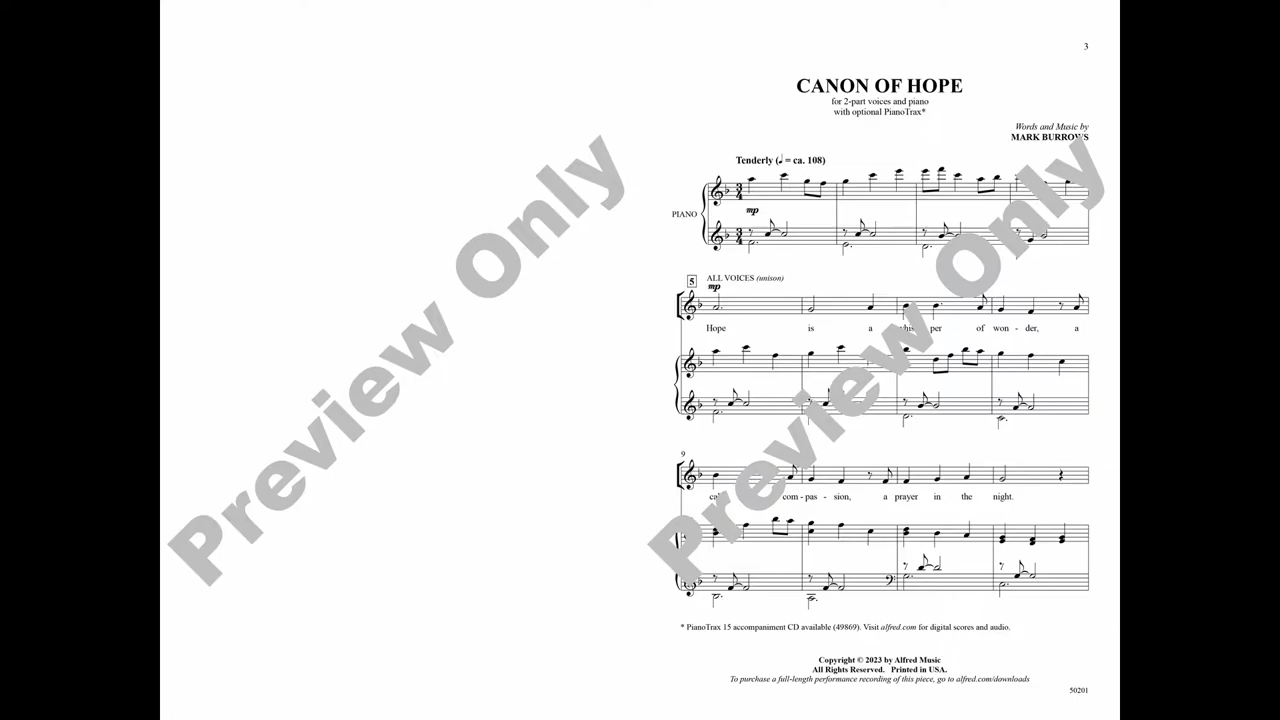 Preview Only
3
CANON OF HOPE
for 2-part voices and piano
with optional PianoTrax*
Words and Music by
MARK BURROWS
Tenderly (♩ = ca. 108)
mp
PIANO
5
ALL VOICES (unison)
mp
Hope is a whis per of won - der, a
Preview Only
9
com - pas - sion, a prayer in the night.
* PianoTrax 15 accompaniment CD available (49869). Visit alfred.com for digital scores and audio.
Copyright © 2023 by Alfred Music
All Rights Reserved. Printed in USA.
To purchase a full-length performance recording of this piece, go to alfred.com/downloads
50201